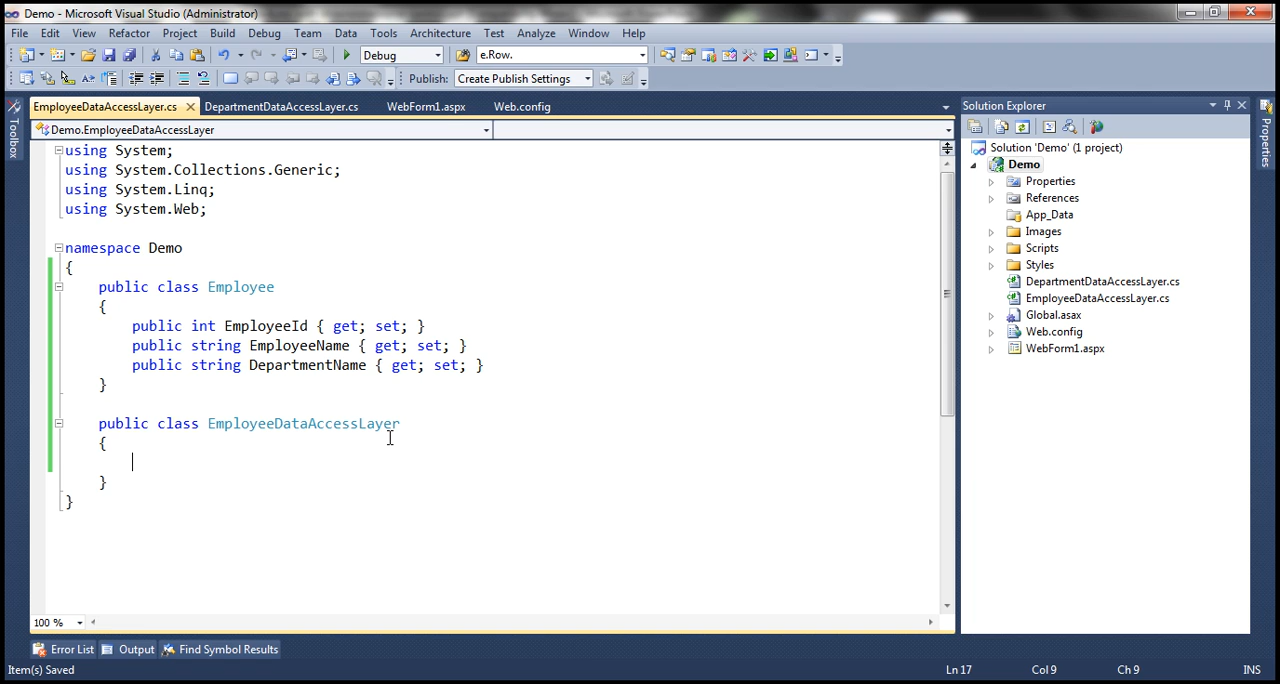 Demo - Microsoft Visual Studio (Administrator)
File Edit View Refactor Project Build Debug Team Data Tools Architecture Test Analyze Window Help
Debug e.Row.
Publish: Create Publish Settings
EmployeeDataAccessLayer.cs DepartmentDataAccessLayer.cs WebForm1.aspx Web.config
Demo.EmployeeDataAccessLayer
using System;
using System.Collections.Generic;
using System.Linq;
using System.Web;
namespace Demo
{
public class Employee
{
public int EmployeeId { get; set; }
public string EmployeeName { get; set; }
public string DepartmentName { get; set; }
}
public class EmployeeDataAccessLayer
{
}
}
100 %
Toolbox
Solution Explorer
Solution 'Demo' (1 project)
Demo
Properties
References
App_Data
Images
Scripts
Styles
DepartmentDataAccessLayer.cs
EmployeeDataAccessLayer.cs
Global.asax
Web.config
WebForm1.aspx
Properties
Error List Output Find Symbol Results
Item(s) Saved Ln 17 Col 9 Ch 9 INS